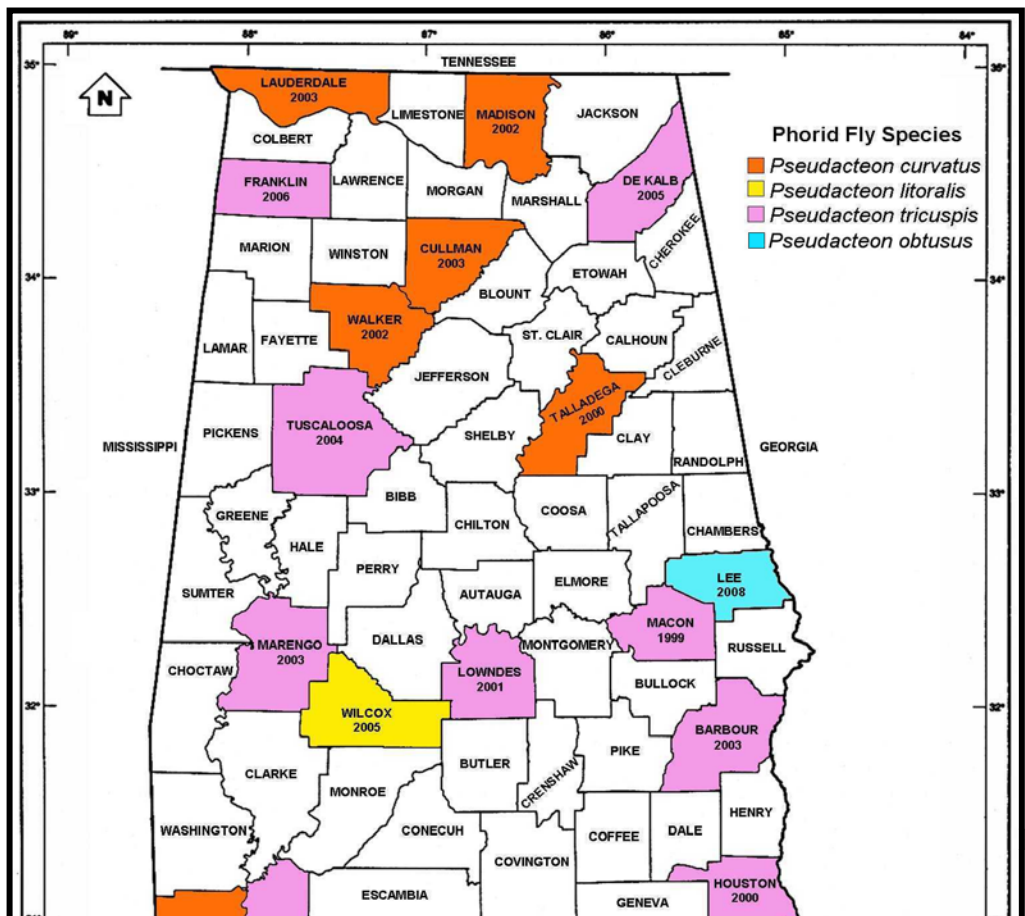 89°
88°
87°
86°
85°
84°
35°
TENNESSEE
35°
N
LAUDERDALE
2003
LIMESTONE
MADISON
2002
JACKSON
COLBERT
Phorid Fly Species
Pseudacteon curvatus
Pseudacteon litoralis
Pseudacteon tricuspis
Pseudacteon obtusus
FRANKLIN
2006
LAWRENCE
MORGAN
MARSHALL
DE KALB
2005
MARION
WINSTON
CULLMAN
2003
CHEROKEE
34°
ETOWAH
34°
BLOUNT
WALKER
2002
LAMAR
FAYETTE
ST. CLAIR
CALHOUN
CLEBURNE
JEFFERSON
TALLADEGA
2000
MISSISSIPPI
PICKENS
TUSCALOOSA
2004
SHELBY
CLAY
RANDOLPH
GEORGIA
33°
BIBB
33°
GREENE
HALE
CHILTON
COOSA
TALLAPOOSA
CHAMBERS
PERRY
SUMTER
AUTAUGA
ELMORE
LEE
2008
MARENGO
2003
DALLAS
MONTGOMERY
MACON
1999
RUSSELL
CHOCTAW
LOWNDES
2001
BULLOCK
32°
WILCOX
2005
BARBOUR
2003
32°
CLARKE
BUTLER
CRENSHAW
PIKE
MONROE
WASHINGTON
CONECUH
COFFEE
DALE
HENRY
COVINGTON
ESCAMBIA
GENEVA
HOUSTON
2000